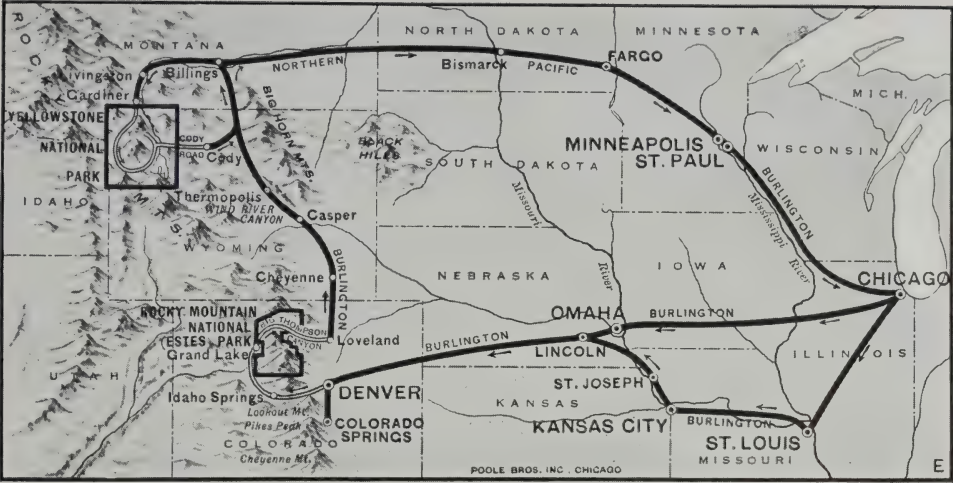 ROCKY
MTS.
MONTANA
NORTH DAKOTA
MINNESOTA
Livingston
Billings
NORTHERN
Bismarck
PACIFIC
FARGO
Gardiner
MICH.
YELLOWSTONE
NATIONAL
PARK
CODY
ROAD
Cody
BIG HORN MTS.
BLACK
HILLS
SOUTH DAKOTA
MINNEAPOLIS
ST. PAUL
WISCONSIN
IDAHO
Thermopolis
WIND RIVER
CANYON
Casper
WYOMING
Missouri
River
BURLINGTON
Mississippi
River
Cheyenne
BURLINGTON
NEBRASKA
IOWA
CHICAGO
ROCKY MOUNTAIN
NATIONAL
ESTES PARK
BIG THOMPSON
CANYON
Loveland
Grand Lake
OMAHA
BURLINGTON
BURLINGTON
LINCOLN
ILLINOIS
UTAH
Idaho Springs
DENVER
ST. JOSEPH
Lookout Mt.
Pikes Peak
KANSAS
COLORADO
SPRINGS
KANSAS CITY
BURLINGTON
ST. LOUIS
COLORADO
Cheyenne Mt.
MISSOURI
POOLE BROS. INC. CHICAGO
E